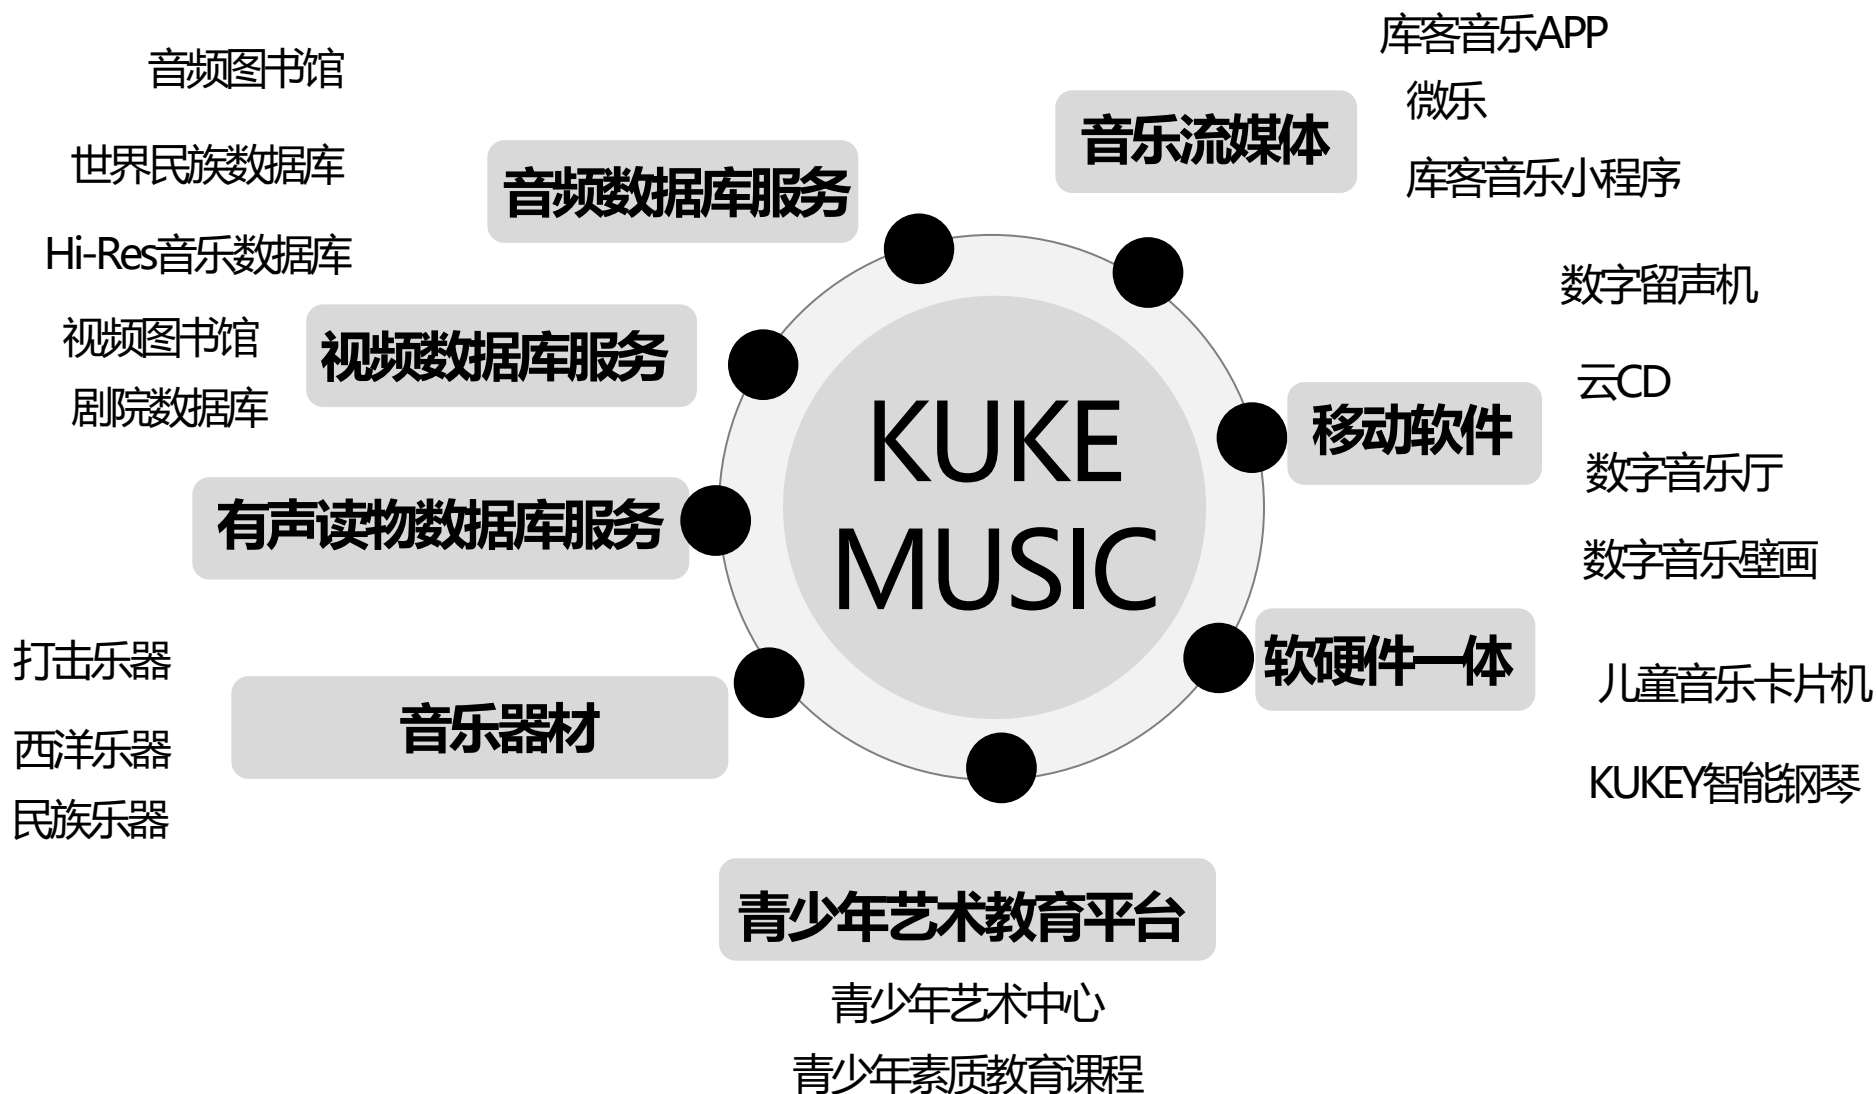 音频图书馆
世界民族数据库
Hi-Res音乐数据库
音频数据库服务
视频图书馆
剧院数据库
视频数据库服务
有声读物数据库服务
打击乐器
西洋乐器
民族乐器
音乐器材
KUKE
MUSIC
音乐流媒体
库客音乐APP
微乐
库客音乐小程序
移动软件
数字留声机
云CD
数字音乐厅
数字音乐壁画
软硬件一体
儿童音乐卡片机
KUKEY智能钢琴
青少年艺术教育平台
青少年艺术中心
青少年素质教育课程